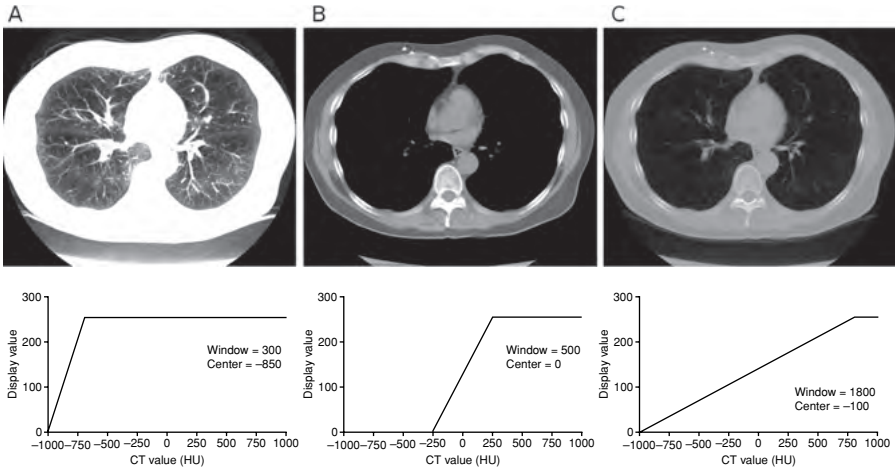 A
B
C
300
200
100
0
Display value
Window = 300
Center = –850
–1000 –750 –500 –250 0 250 500 750 1000
CT value (HU)
300
200
100
0
Display value
Window = 500
Center = 0
–1000 –750 –500 –250 0 250 500 750 1000
CT value (HU)
300
200
100
0
Display value
Window = 1800
Center = –100
–1000 –750 –500 –250 0 250 500 750 1000
CT value (HU)